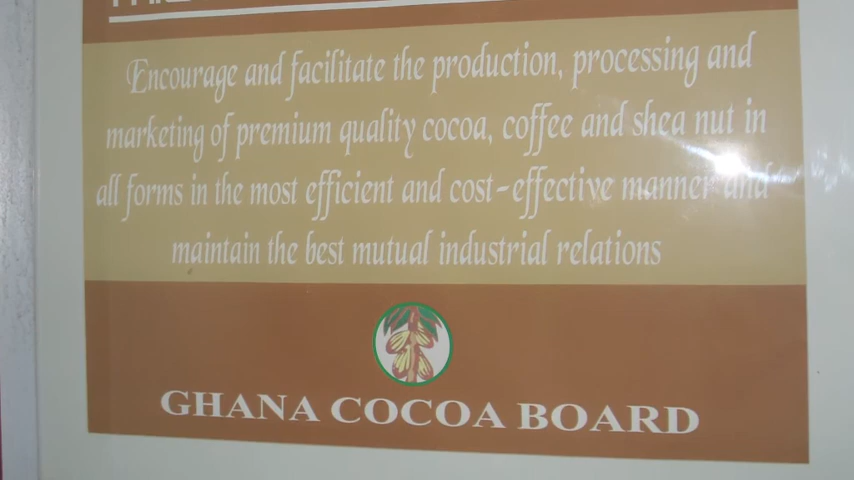 Encourage and facilitate the production, processing and
marketing of premium quality cocoa, coffee and shea nut in
all forms in the most efficient and cost-effective manner and
maintain the best mutual industrial relations
GHANA COCOA BOARD